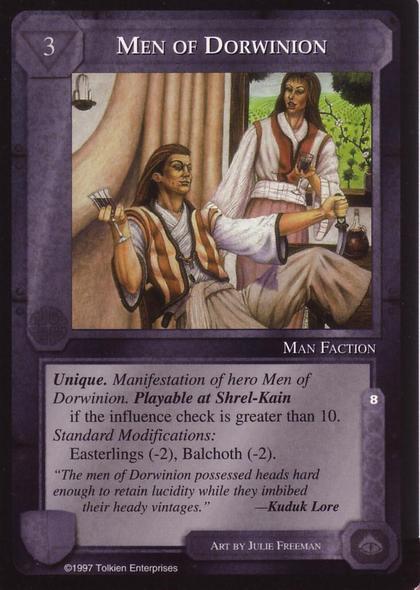 3
MEN OF DORWINION
MAN FACTION
Unique. Manifestation of hero Men of
Dorwinion. Playable at Shrel-Kain
if the influence check is greater than 10.
Standard Modifications:
Easterlings (-2), Balchoth (-2).
8
“The men of Dorwinion possessed heads hard
enough to retain lucidity while they imbibed
their heady vintages.” —Kuduk Lore
ART BY JULIE FREEMAN
©1997 Tolkien Enterprises